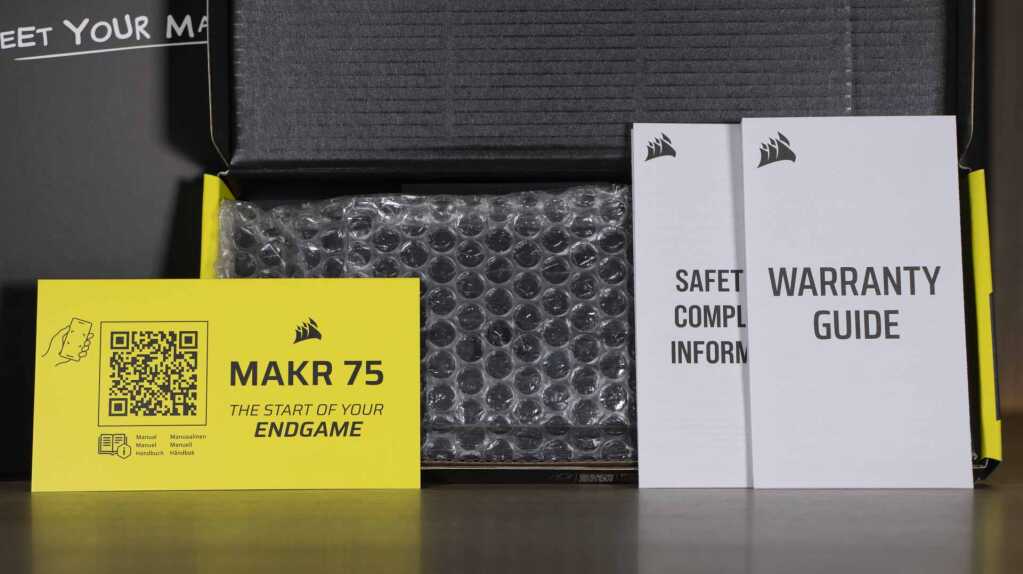 EET YOUR MA
MAKR 75
THE START OF YOUR
ENDGAME
Manual Manuaalinen
Manuel Manuell
Handbuch Håndbok
SAFET
COMPL
INFORM
WARRANTY
GUIDE